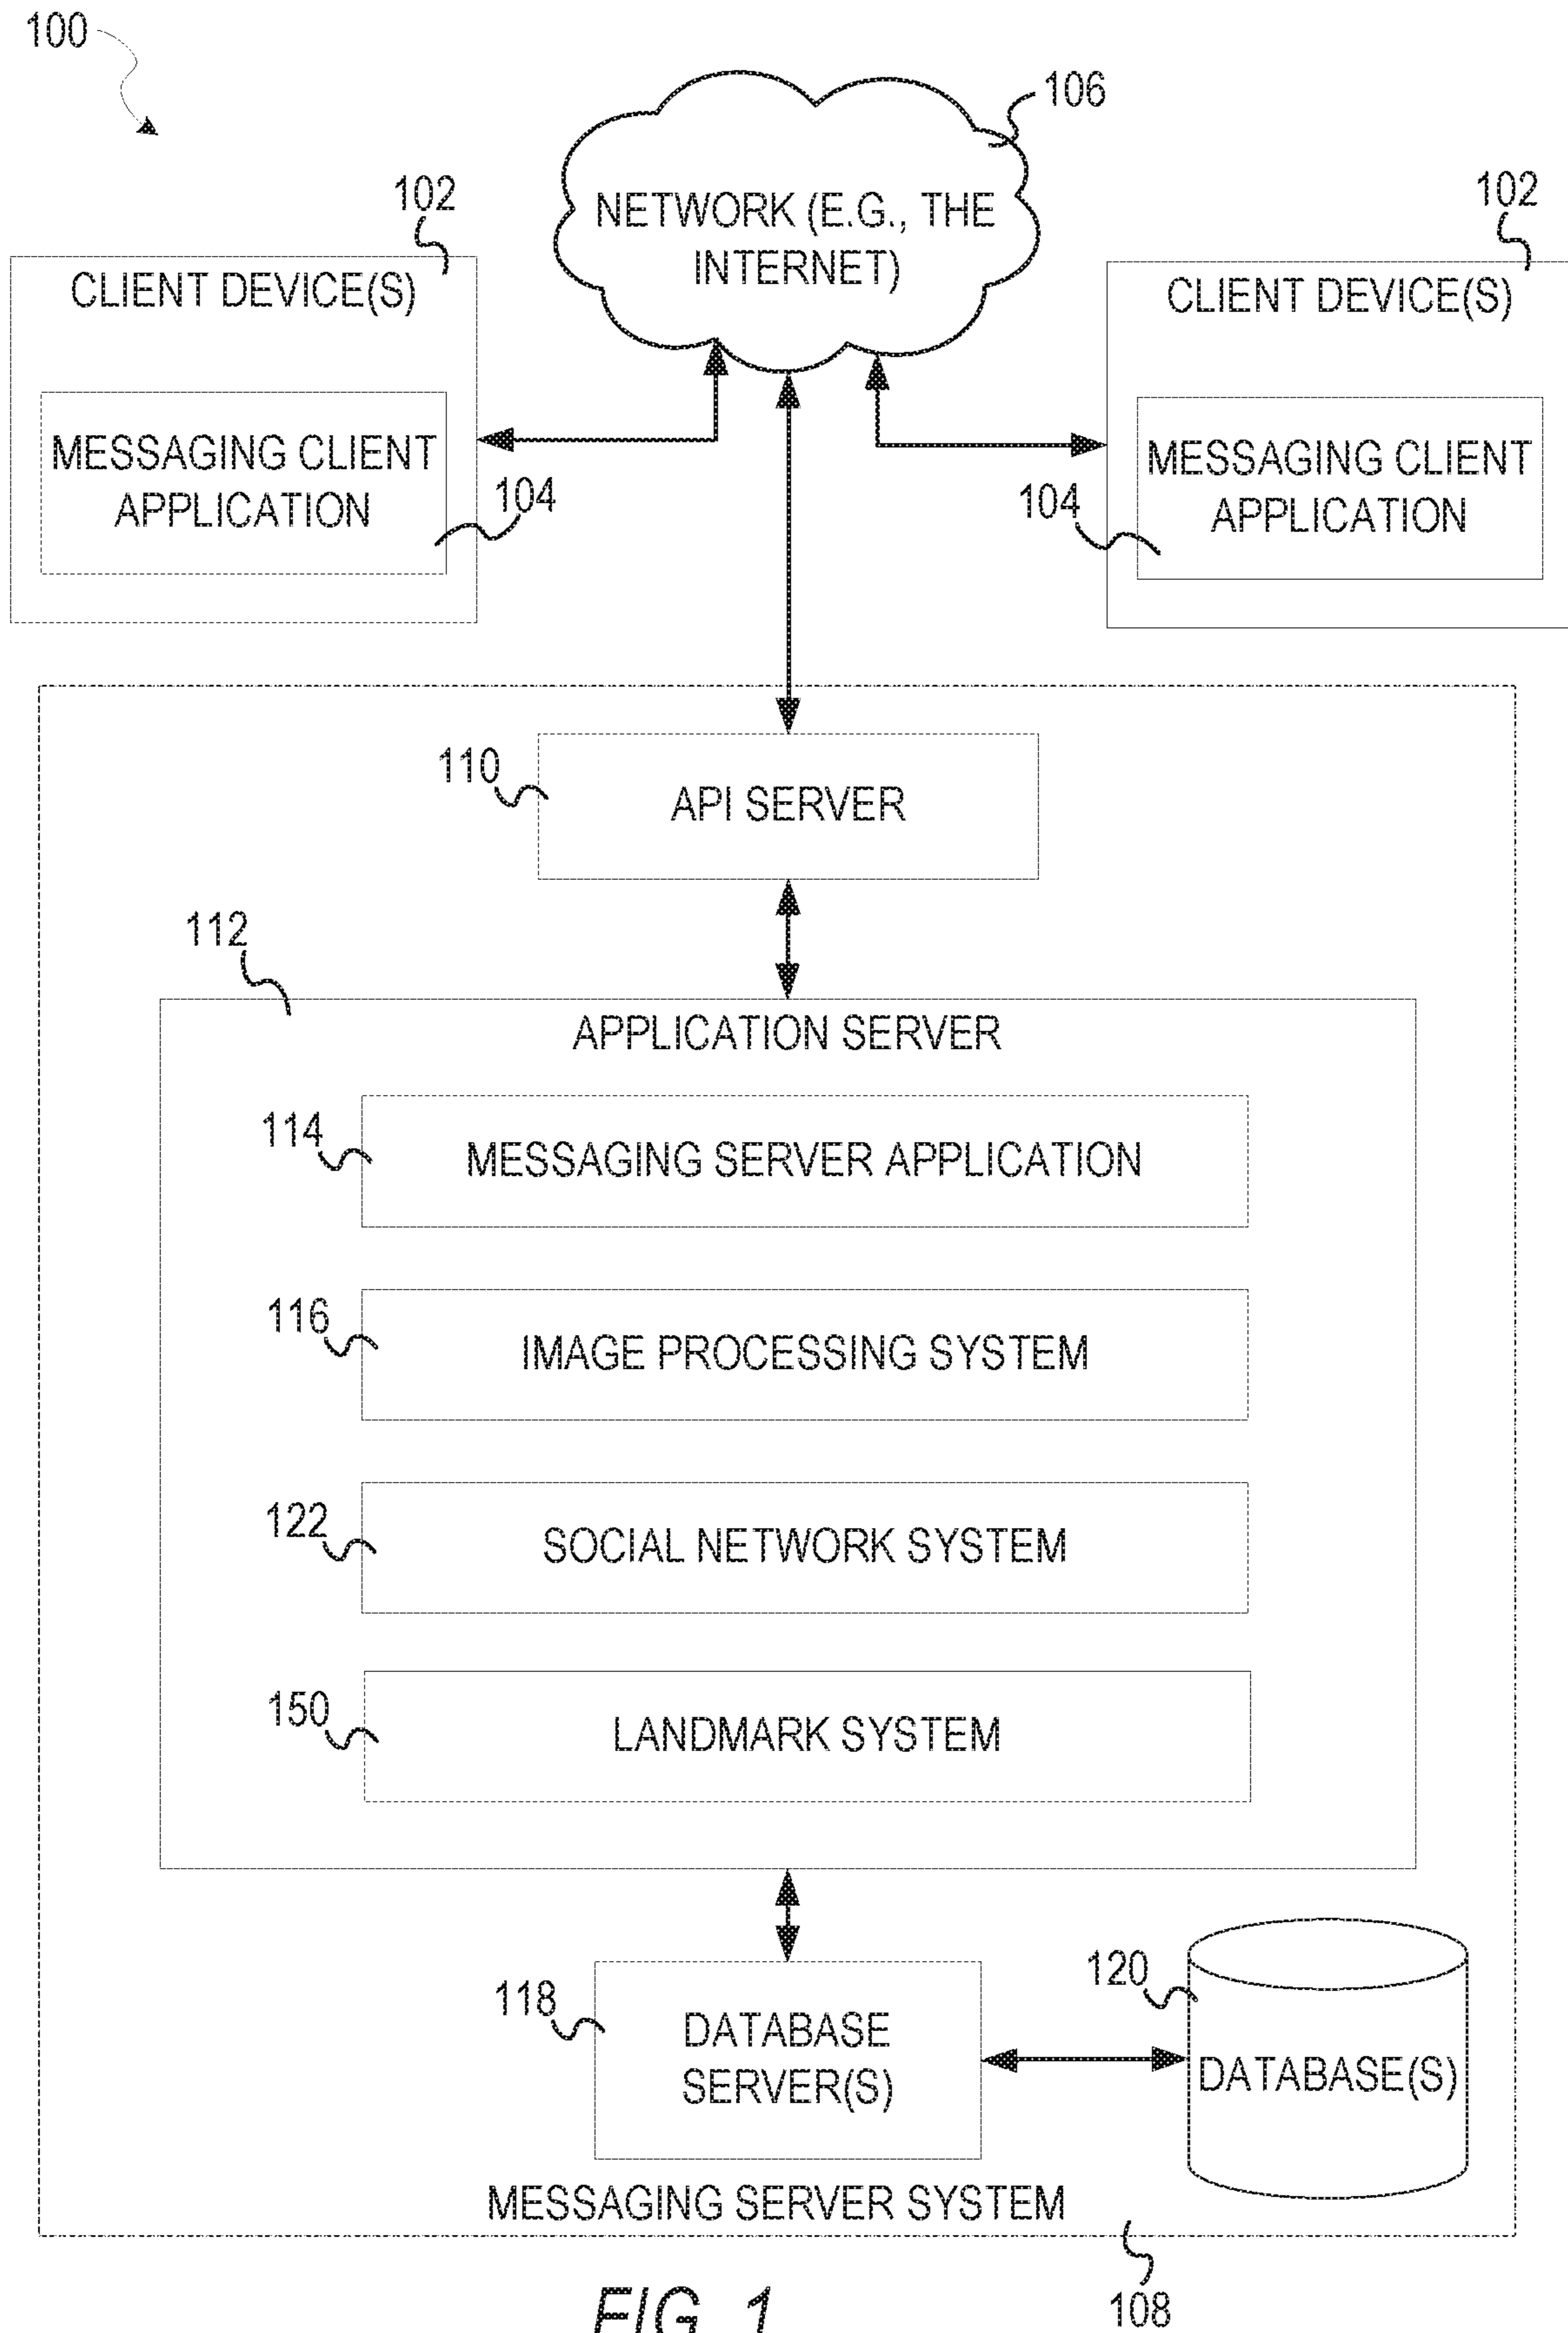 100
106
NETWORK (E.G., THE
INTERNET)
102
CLIENT DEVICE(S)
MESSAGING CLIENT
APPLICATION
104
102
CLIENT DEVICE(S)
MESSAGING CLIENT
APPLICATION
104
110
API SERVER
112
APPLICATION SERVER
114
MESSAGING SERVER APPLICATION
116
IMAGE PROCESSING SYSTEM
122
SOCIAL NETWORK SYSTEM
150
LANDMARK SYSTEM
118
DATABASE
SERVER(S)
120
DATABASE(S)
MESSAGING SERVER SYSTEM
108
FIG. 1